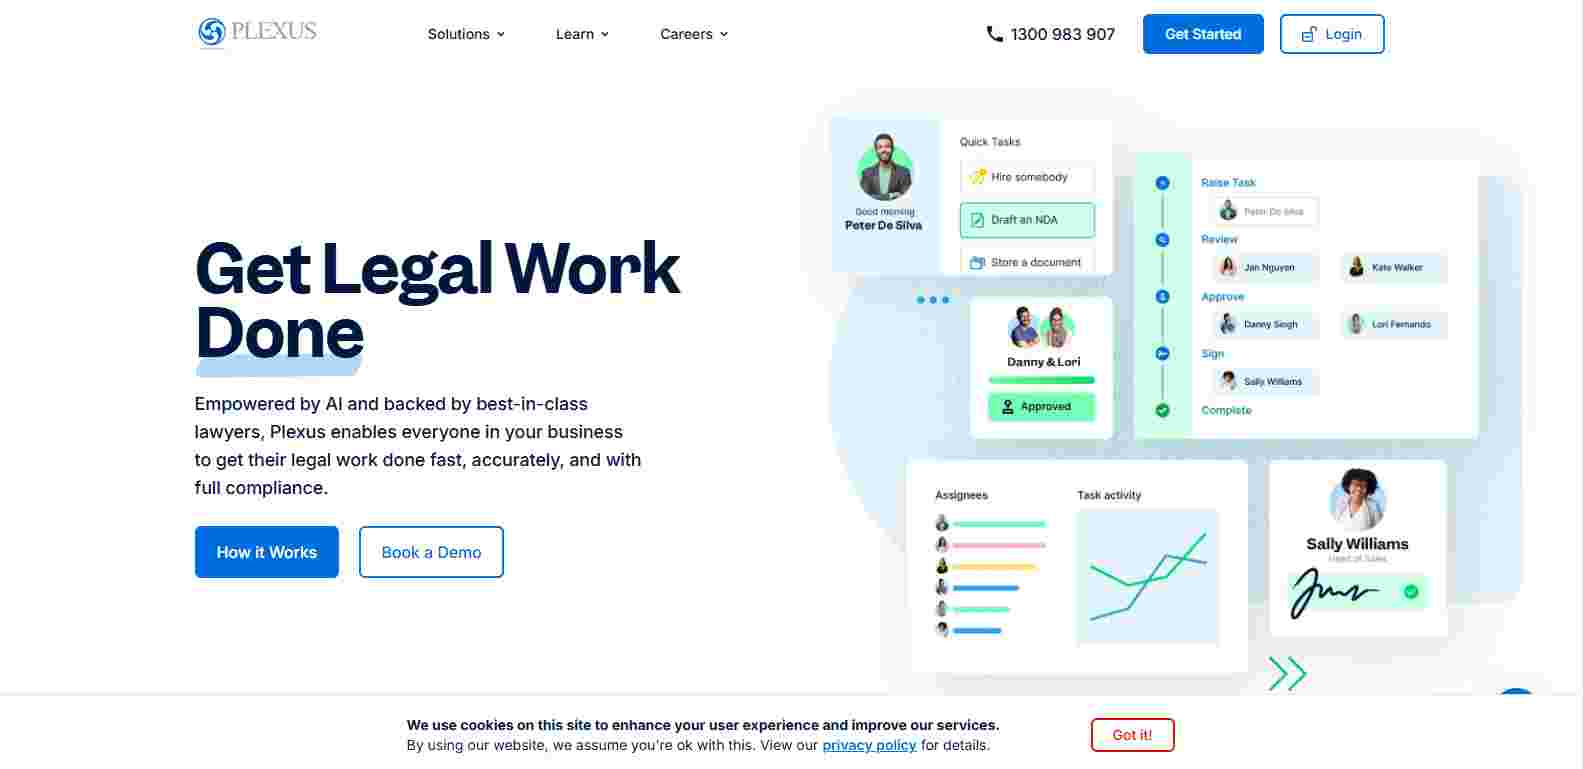 PLEXUS
Solutions
Learn
Careers
1300 983 907
Get Started
Login
Get Legal Work
Done
Empowered by AI and backed by best-in-class
lawyers, Plexus enables everyone in your business
to get their legal work done fast, accurately, and with
full compliance.
How it Works
Book a Demo
Good morning
Peter De Silva
Quick Tasks
Hire somebody
Draft an NDA
Store a document
Danny & Lori
Approved
Raise Task
Peter De Silva
Review
Jan Nguyen
Kate Walker
Approve
Danny Singh
Lori Fernando
Sign
Sally Williams
Complete
Assignees
Task activity
Sally Williams
Head of Sales
We use cookies on this site to enhance your user experience and improve our services.
By using our website, we assume you're ok with this. View our privacy policy for details.
Got it!